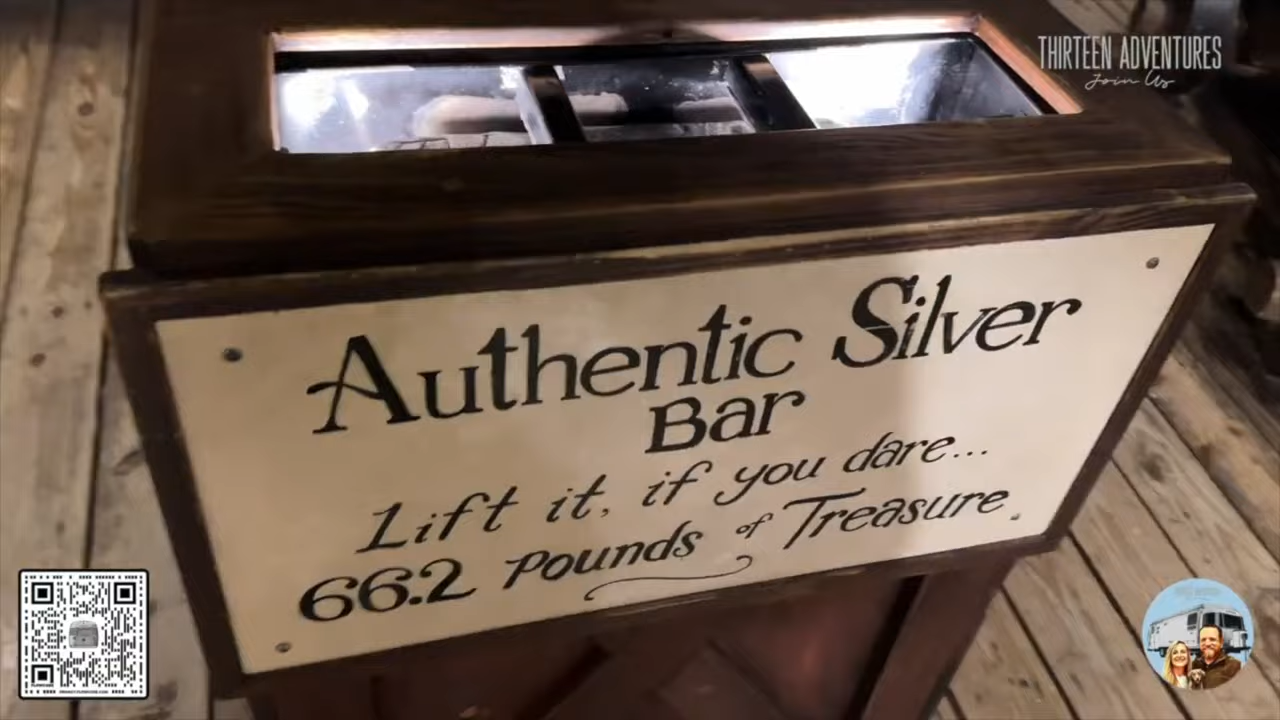 THIRTEEN ADVENTURES
Join Us
Authentic Silver
Bar
Lift it, if you dare...
66.2 Pounds of Treasure